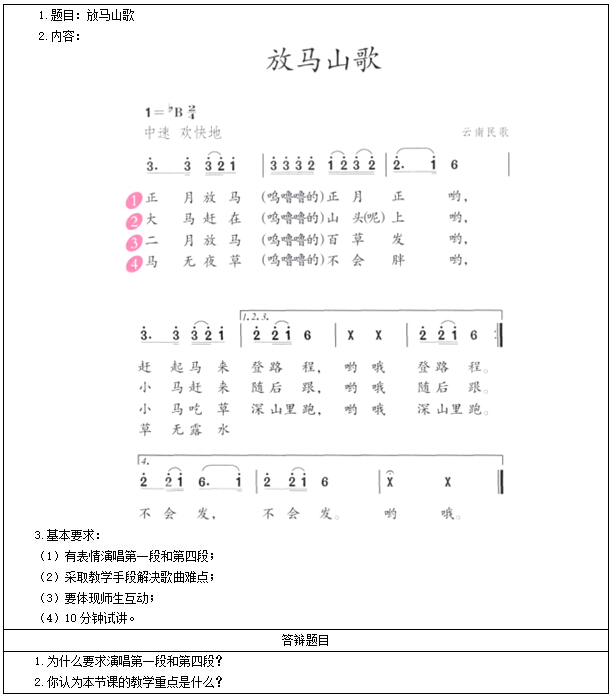 1.题目：放马山歌
2.内容：
放马山歌
1=♭B 2/4
中速 欢快地
云南民歌
3. 3 3 2 1 | 3 3 3 2 1 2 3 2 | 2. 1 6 |
1 正 月 放 马 (呜噜噜的) 正 月 正 哟，
2 大 马 赶 在 (呜噜噜的) 山 头(呢) 上 哟，
3 二 月 放 马 (呜噜噜的) 百 草 发 哟，
4 马 无 夜 草 (呜噜噜的) 不 会 胖 哟，
1.2.3.
3. 3 3 2 1 | 2 2 1 6 | X X | 2 2 1 6 :|
赶 起 马 来 登 路 程， 哟 哦 登 路 程。
小 马 赶 来 随 后 跟， 哟 哦 随 后 跟。
小 马 吃 草 深 山 里 跑， 哟 哦 深 山 里 跑。
草 无 露 水
4.
2 2 1 6. 1 | 2 2 1 6 | X X |
不 会 发， 不 会 发。 哟 哦。
3.基本要求：
（1）有表情演唱第一段和第四段；
（2）采取教学手段解决歌曲难点；
（3）要体现师生互动；
（4）10 分钟试讲。
答辩题目
1.为什么要求演唱第一段和第四段？
2.你认为本节课的教学重点是什么？